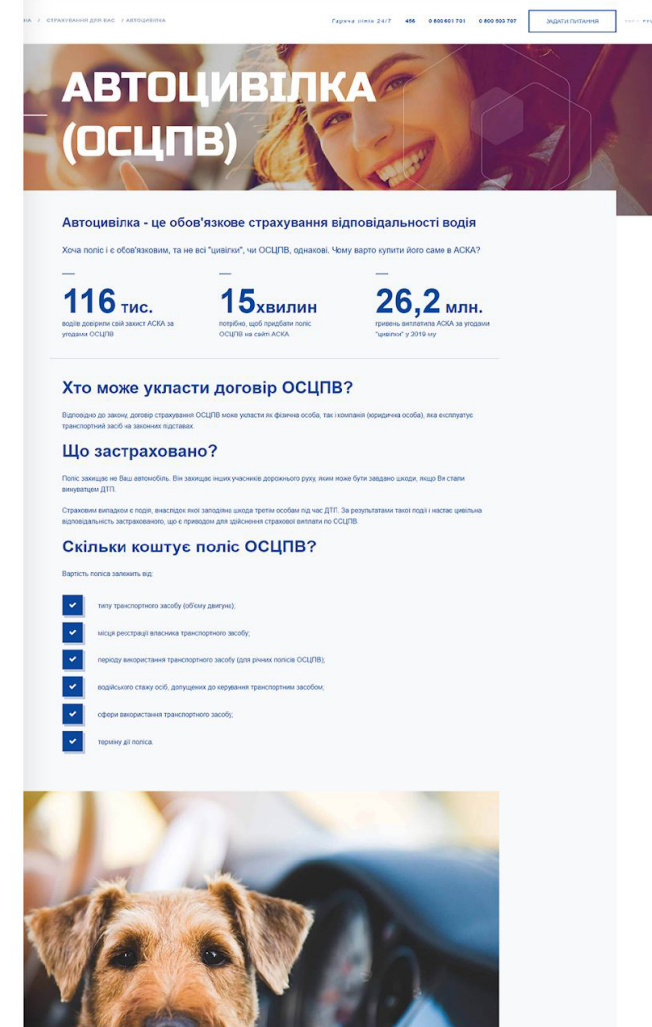 НА / СТРАХУВАННЯ ДЛЯ ВАС / АВТОЦИВІЛКА
Гаряча лінія 24/7 456 0 800 601 701 0 800 503 707 ЗАДАТИ ПИТАННЯ
АВТОЦИВІЛКА
(ОСЦПВ)
Автоцивілка - це обов'язкове страхування відповідальності водія
Хоча поліс і є обов'язковим, та не всі "цивілки", чи ОСЦПВ, однакові. Чому варто купити його саме в АСКА?
116 тис. 15хвилин 26,2 млн.
водіїв довірили свій захист АСКА за потрібно, щоб придбати поліс гривень виплатила АСКА за угодами
угодами ОСЦПВ ОСЦПВ на сайті АСКА "цивілки" у 2019 му
Хто може укласти договір ОСЦПВ?
Відповідно до закону, договір страхування ОСЦПВ може укласти як фізична особа, так і компанія (юридична особа), яка експлуатує
транспортний засіб на законних підставах.
Що застраховано?
Поліс захищає не Ваш автомобіль. Він захищає інших учасників дорожнього руху, яким може бути завдано шкоди, якщо Ви стали
винуватцем ДТП.
Страховим випадком є подія, внаслідок якої заподіяна шкода третім особам під час ДТП. За результатами такої події і настає цивільна
відповідальність застрахованого, що є приводом для здійснення страхової виплати по ОСЦПВ.
Скільки коштує поліс ОСЦПВ?
Вартість поліса залежить від:
типу транспортного засобу (об'єму двигуна);
місця реєстрації власника транспортного засобу;
періоду використання транспортного засобу (для річних полісів ОСЦПВ);
водійського стажу осіб, допущених до керування транспортним засобом;
сфери використання транспортного засобу;
терміну дії поліса.